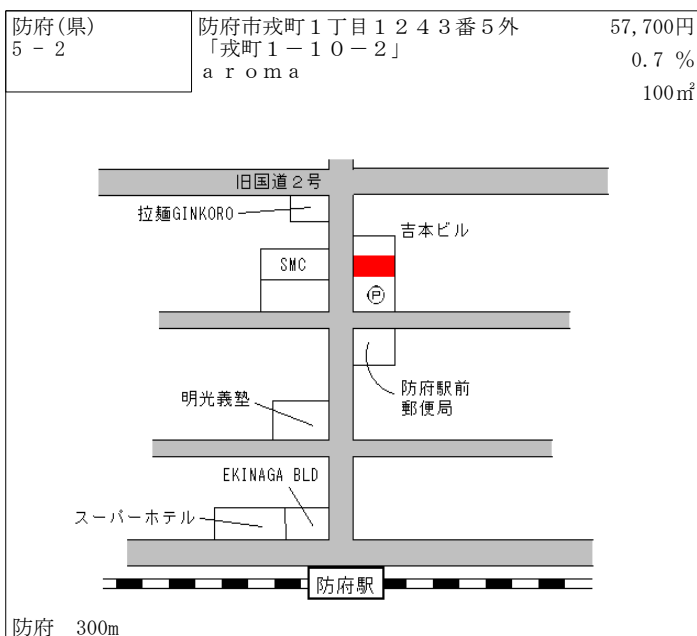 防府(県)
5 - 2
防府市戎町１丁目１２４３番５外
「戎町１－１０－２」
ａｒｏｍａ
57,700円
0.7 %
100㎡
旧国道２号
拉麺GINKORO
吉本ビル
SMC
Ⓟ
防府駅前
郵便局
明光義塾
EKINAGA BLD
スーパーホテル
防府駅
防府 300m